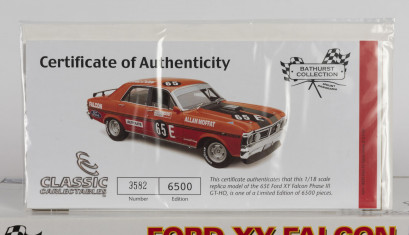 Certificate of Authenticity
BATHURST
COLLECTION
65
FALCON
ALLAN MOFFAT
65 E
CLASSIC
CARLECTABLES
3582
Number
6500
Edition
This certificate authenticates that this 1/18 scale
replica model of the 65E Ford XY Falcon Phase III
GT-HO, is one of a Limited Edition of 6500 pieces.
FORD XY FALCON